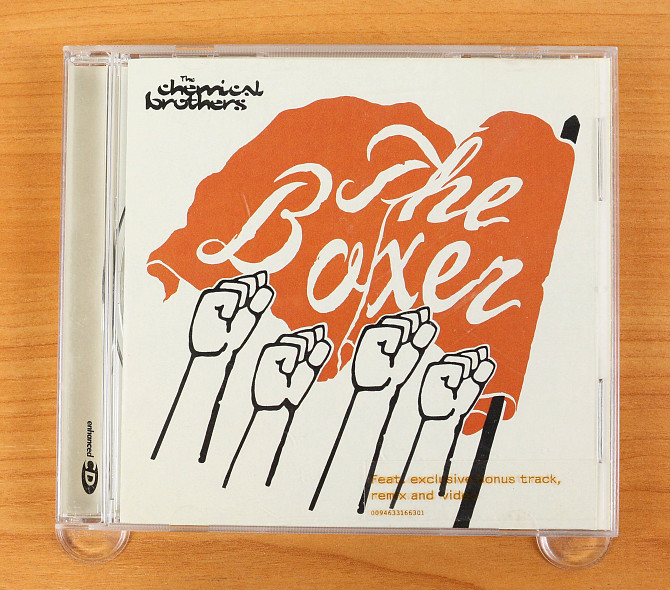 The
chemical
brothers
The
Boxer
Feat. exclusive bonus track,
remix and video
0094633166301
enhanced
CD